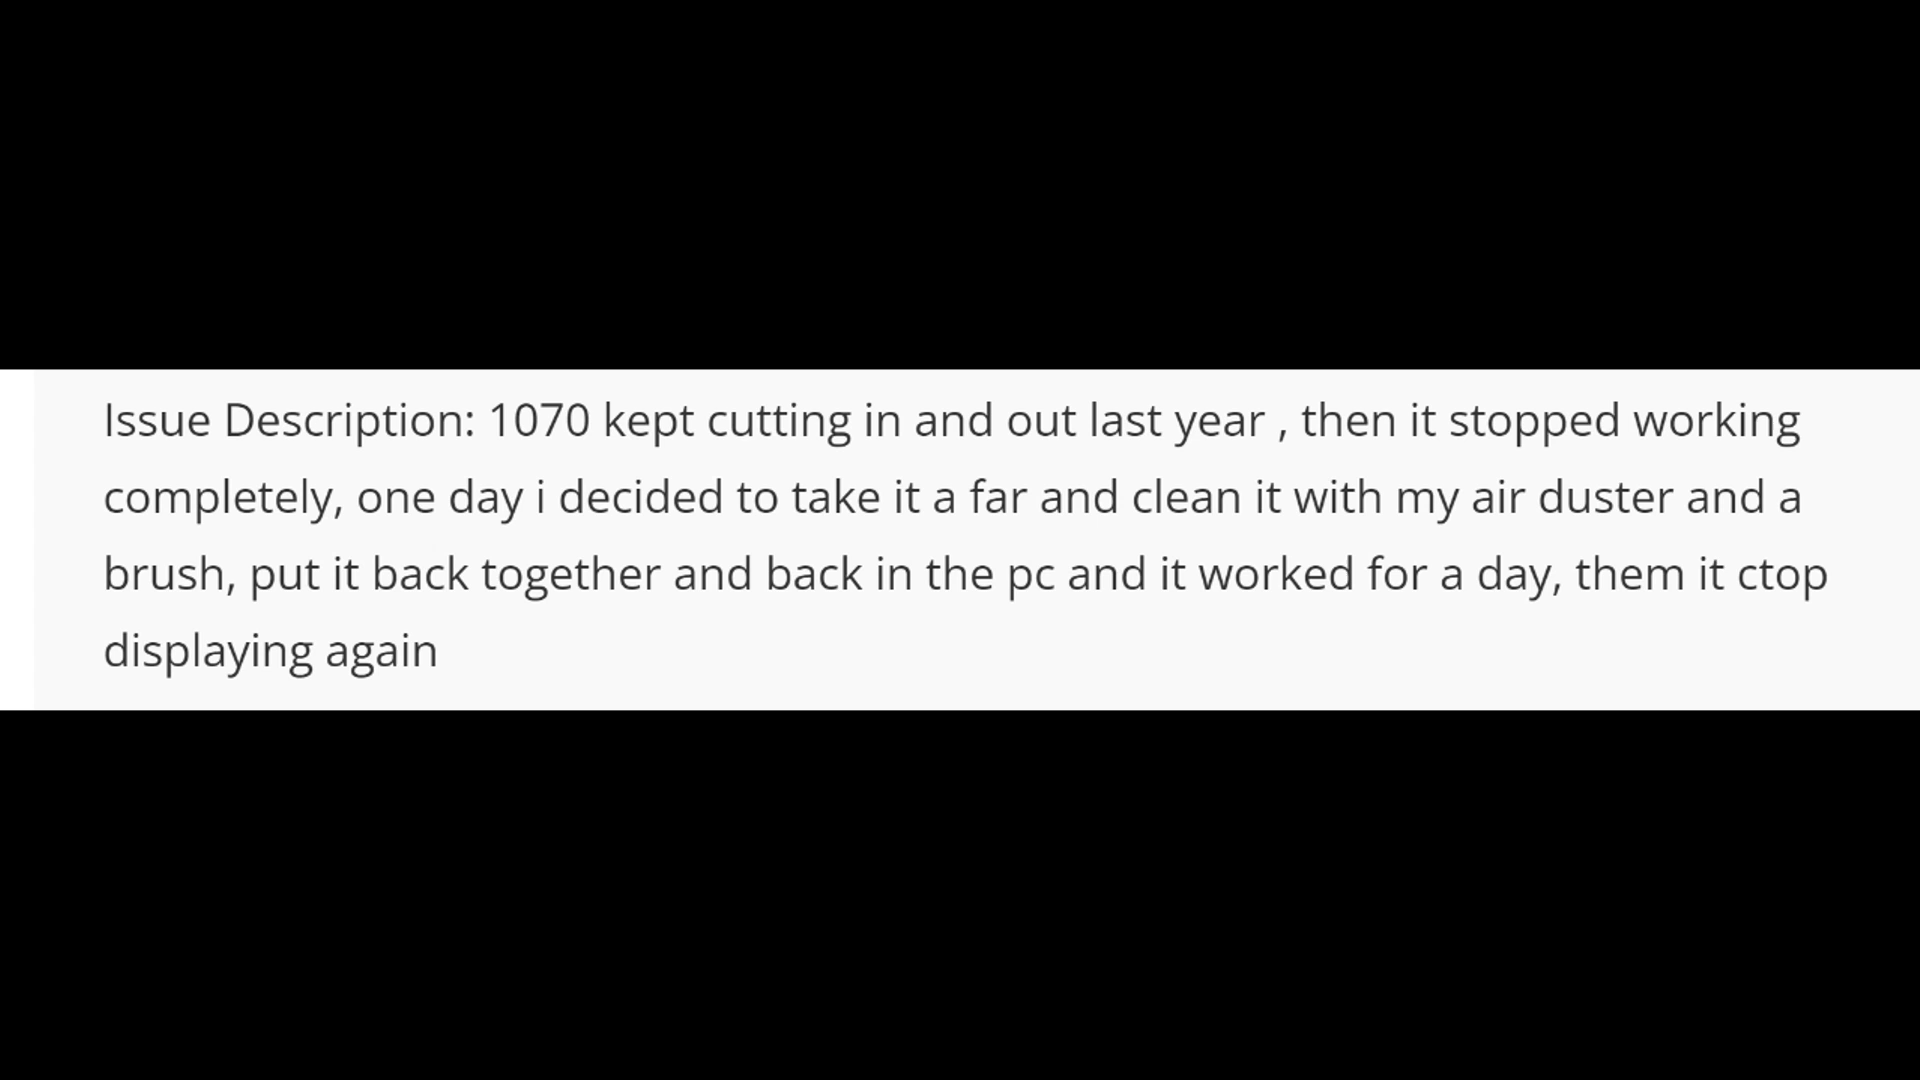 Issue Description: 1070 kept cutting in and out last year , then it stopped working
completely, one day i decided to take it a far and clean it with my air duster and a
brush, put it back together and back in the pc and it worked for a day, them it ctop
displaying again